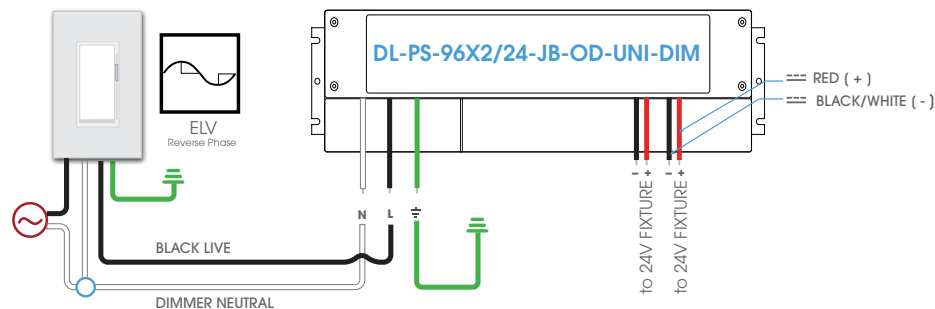 DL-PS-96X2/24-JB-OD-UNI-DIM
RED ( + )
BLACK/WHITE ( - )
ELV
Reverse Phase
- + - +
N L
to 24V FIXTURE
to 24V FIXTURE
BLACK LIVE
DIMMER NEUTRAL